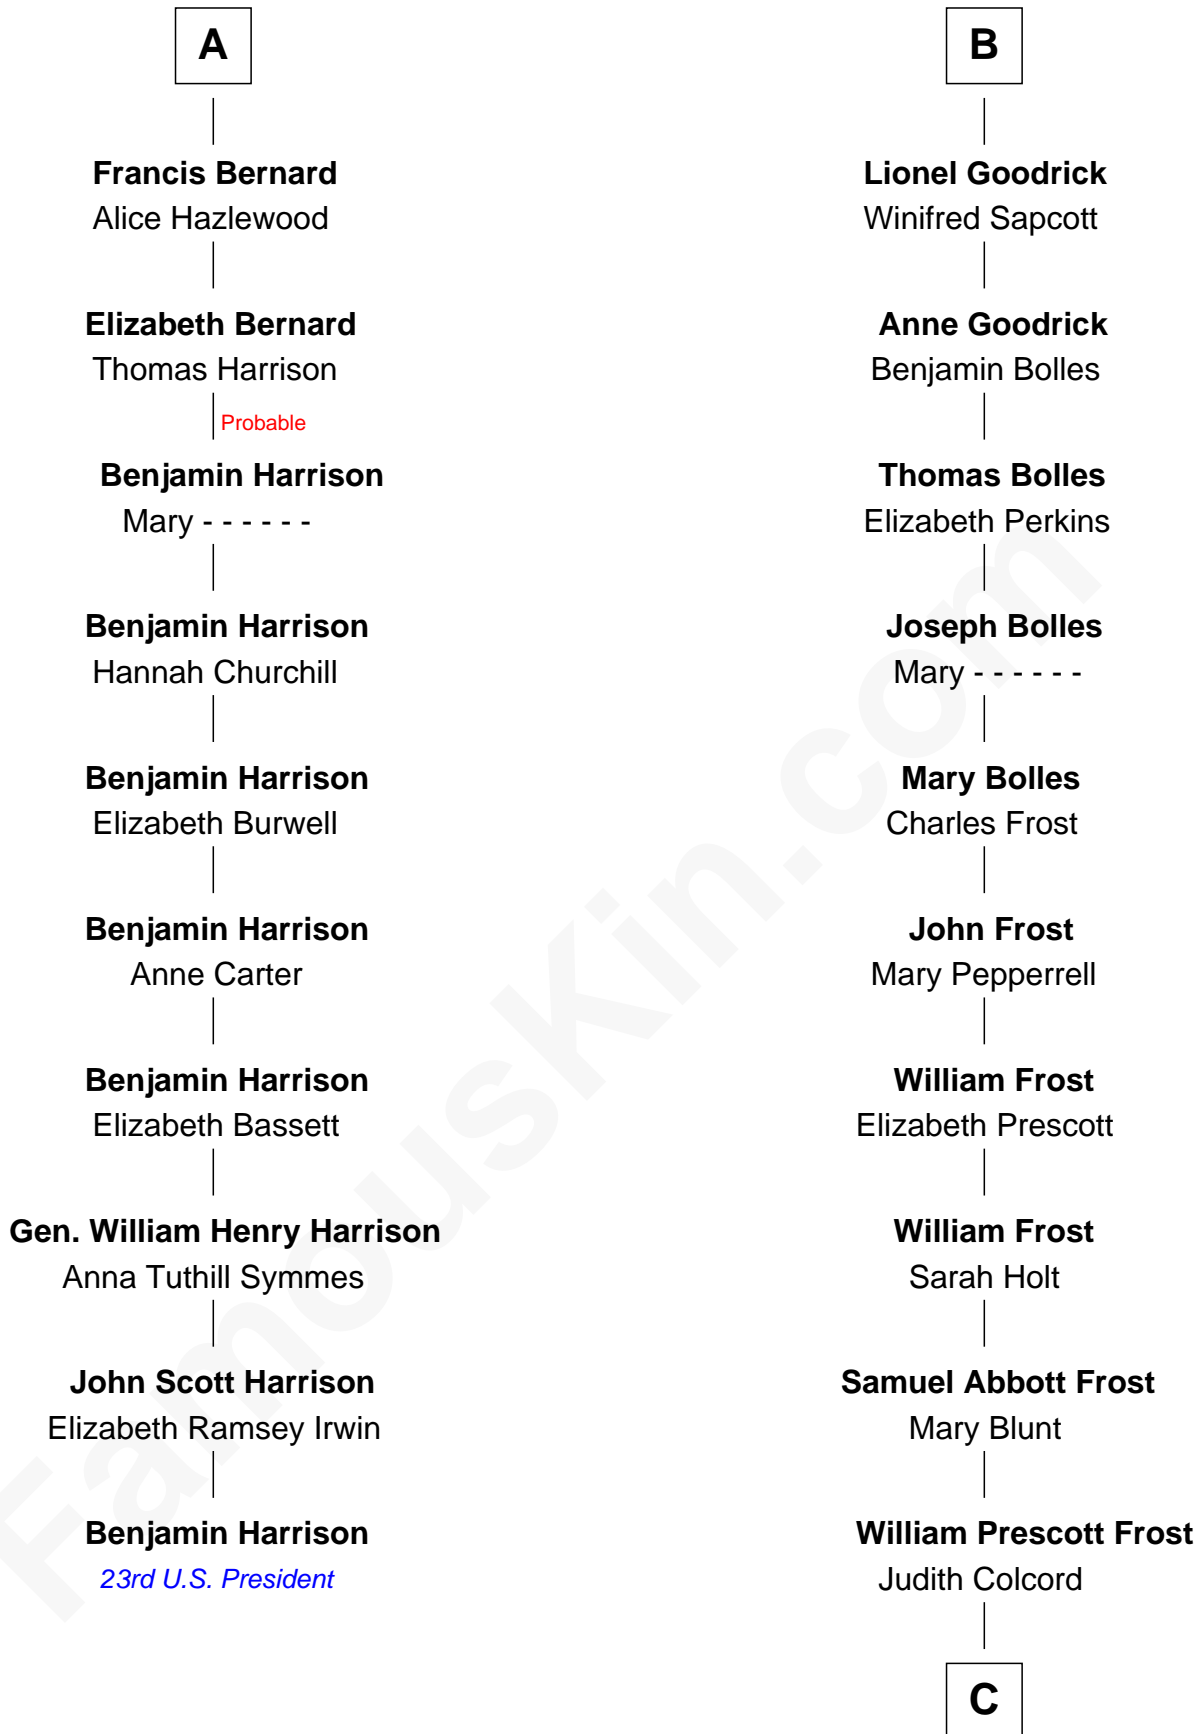 A
Francis Bernard
Alice Hazlewood
Elizabeth Bernard
Thomas Harrison
Probable
Benjamin Harrison
Mary - - - - - -
Benjamin Harrison
Hannah Churchill
Benjamin Harrison
Elizabeth Burwell
Benjamin Harrison
Anne Carter
Benjamin Harrison
Elizabeth Bassett
Gen. William Henry Harrison
Anna Tuthill Symmes
John Scott Harrison
Elizabeth Ramsey Irwin
Benjamin Harrison
23rd U.S. President
B
Lionel Goodrick
Winifred Sapcott
Anne Goodrick
Benjamin Bolles
Thomas Bolles
Elizabeth Perkins
Joseph Bolles
Mary - - - - - -
Mary Bolles
Charles Frost
John Frost
Mary Pepperrell
William Frost
Elizabeth Prescott
William Frost
Sarah Holt
Samuel Abbott Frost
Mary Blunt
William Prescott Frost
Judith Colcord
C
FamousKin.com